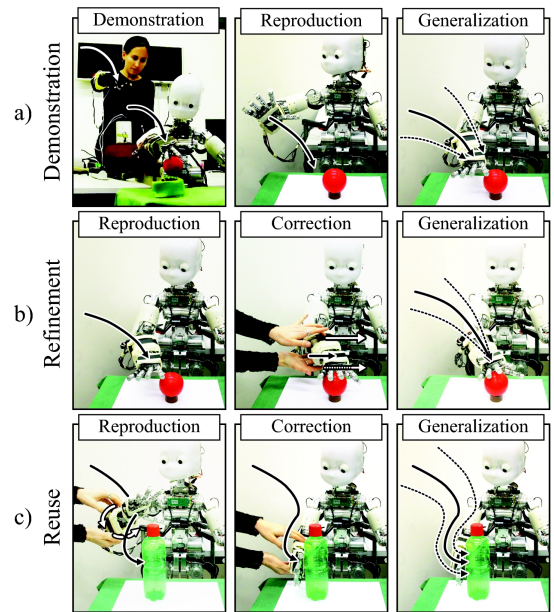 Demonstration
Reproduction
Generalization
a)
Demonstration
Reproduction
Correction
Generalization
b)
Refinement
Reproduction
Correction
Generalization
c)
Reuse